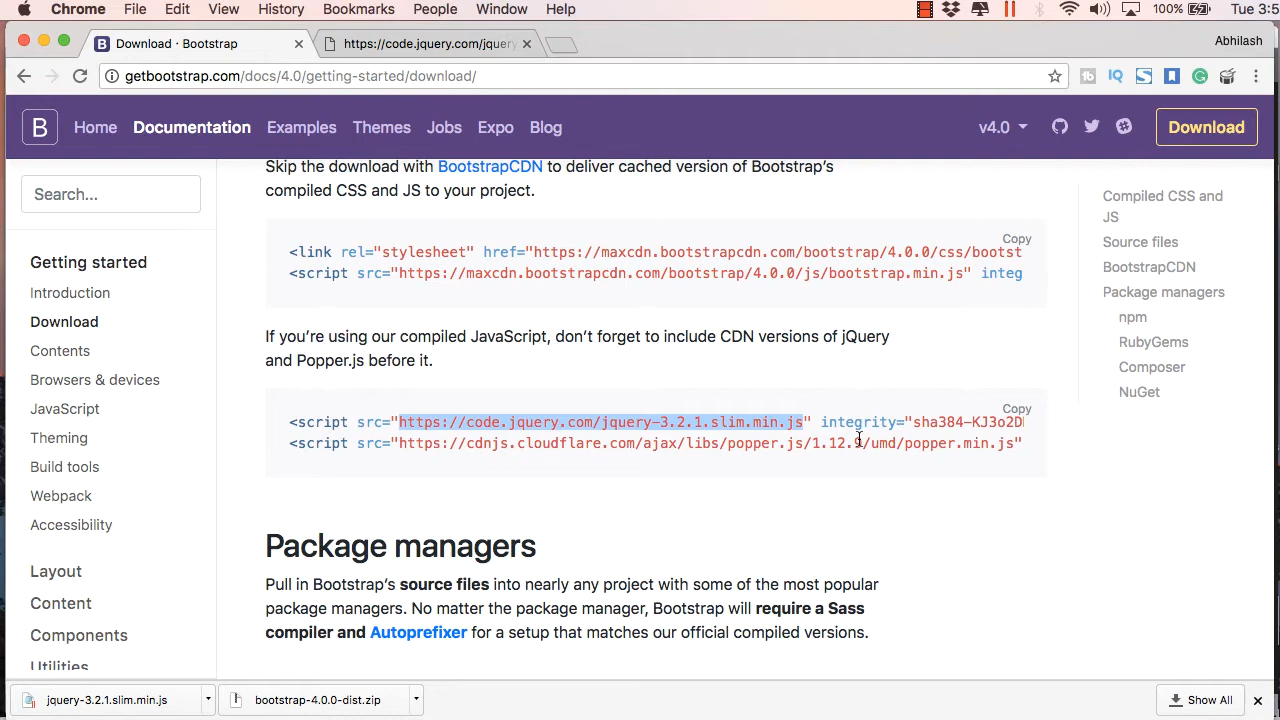 Chrome File Edit View History Bookmarks People Window Help 100% Tue 3:5
Download · Bootstrap https://code.jquery.com/jquery Abhilash
getbootstrap.com/docs/4.0/getting-started/download/
B Home Documentation Examples Themes Jobs Expo Blog v4.0 Download
Search...
Getting started
Introduction
Download
Contents
Browsers & devices
JavaScript
Theming
Build tools
Webpack
Accessibility
Layout
Content
Components
Utilities
Skip the download with BootstrapCDN to deliver cached version of Bootstrap's
compiled CSS and JS to your project.
Copy
<link rel="stylesheet" href="https://maxcdn.bootstrapcdn.com/bootstrap/4.0.0/css/bootst
<script src="https://maxcdn.bootstrapcdn.com/bootstrap/4.0.0/js/bootstrap.min.js" integ
If you're using our compiled JavaScript, don't forget to include CDN versions of jQuery
and Popper.js before it.
Copy
<script src="https://code.jquery.com/jquery-3.2.1.slim.min.js" integrity="sha384-KJ3o2D
<script src="https://cdnjs.cloudflare.com/ajax/libs/popper.js/1.12.9/umd/popper.min.js"
Package managers
Pull in Bootstrap's source files into nearly any project with some of the most popular
package managers. No matter the package manager, Bootstrap will require a Sass
compiler and Autoprefixer for a setup that matches our official compiled versions.
Compiled CSS and
JS
Source files
BootstrapCDN
Package managers
npm
RubyGems
Composer
NuGet
jquery-3.2.1.slim.min.js bootstrap-4.0.0-dist.zip Show All